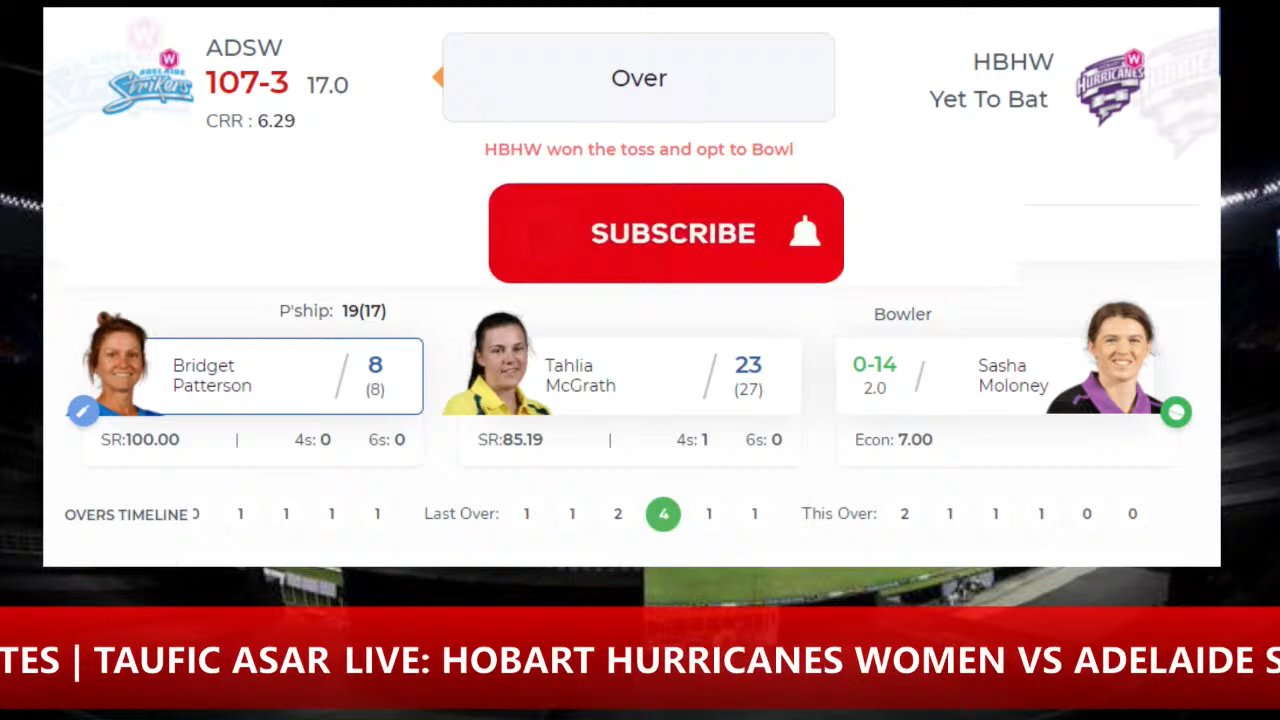 ADSW
107-3 17.0
CRR : 6.29
Over
HBHW
Yet To Bat
W
ADELAIDE
Strikers
W
HURRICANES
HBHW won the toss and opt to Bowl
SUBSCRIBE
P'ship: 19(17)
Bowler
Bridget
Patterson
/
8
(8)
Tahlia
McGrath
/
23
(27)
0-14
2.0
/
Sasha
Moloney
SR:100.00 | 4s: 0 6s: 0
SR:85.19 | 4s: 1 6s: 0
Econ: 7.00
OVERS TIMELINE 1 1 1 1 Last Over: 1 1 2 4 1 1 This Over: 2 1 1 1 0 0
TES | TAUFIC ASAR LIVE: HOBART HURRICANES WOMEN VS ADELAIDE S